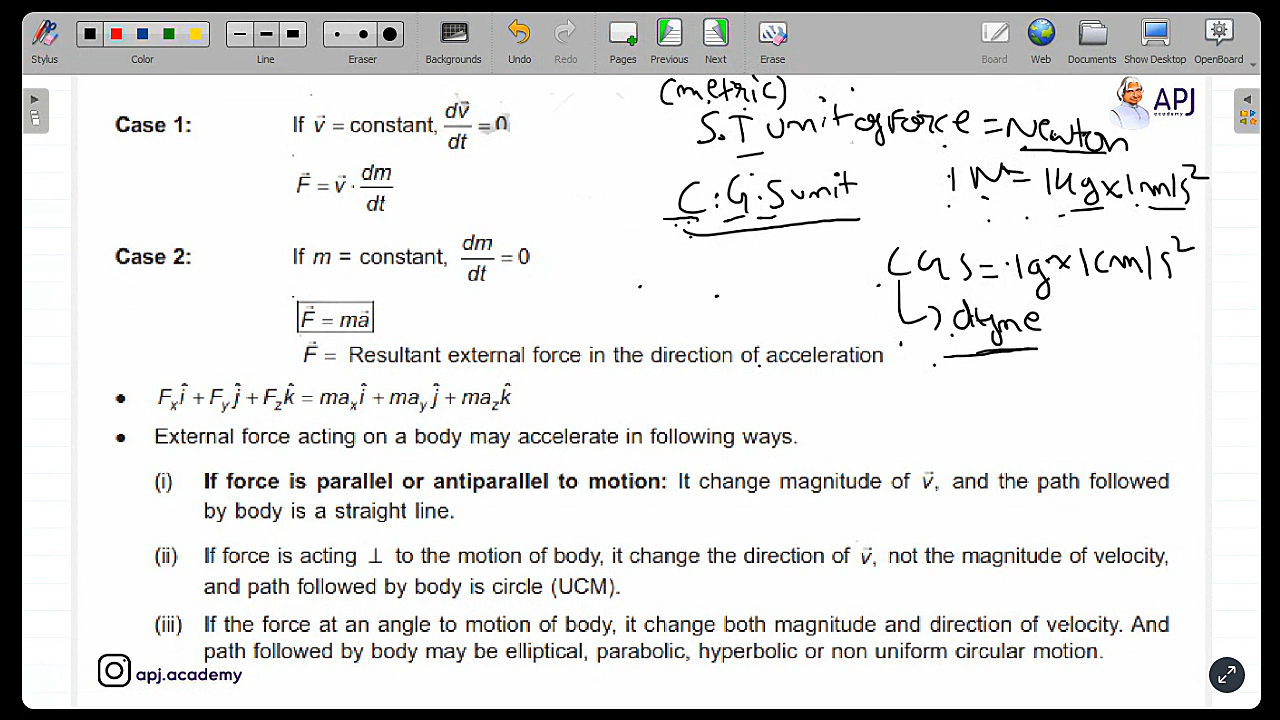 Stylus
Color
Line
Eraser
Backgrounds
Undo
Redo
Pages
Previous
Next
Erase
Board
Web
Documents
Show Desktop
OpenBoard
APJ
academy
(metric)
S.I unit of Force = Newton
1 N = 1Kg x 1m/s²
C.G.S unit
CGS = 1g x 1cm/s²
↳ dyne
Case 1: If v⃗ = constant, dv⃗/dt = 0
F⃗ = v⃗ · dm/dt
Case 2: If m = constant, dm/dt = 0
F⃗ = ma⃗
F⃗ = Resultant external force in the direction of acceleration
• Fₓî + Fᵧĵ + F_z k̂ = maₓî + maᵧĵ + ma_z k̂
• External force acting on a body may accelerate in following ways.
(i) If force is parallel or antiparallel to motion: It change magnitude of v⃗, and the path followed
by body is a straight line.
(ii) If force is acting ⊥ to the motion of body, it change the direction of v⃗, not the magnitude of velocity,
and path followed by body is circle (UCM).
(iii) If the force at an angle to motion of body, it change both magnitude and direction of velocity. And
path followed by body may be elliptical, parabolic, hyperbolic or non uniform circular motion.
apj.academy